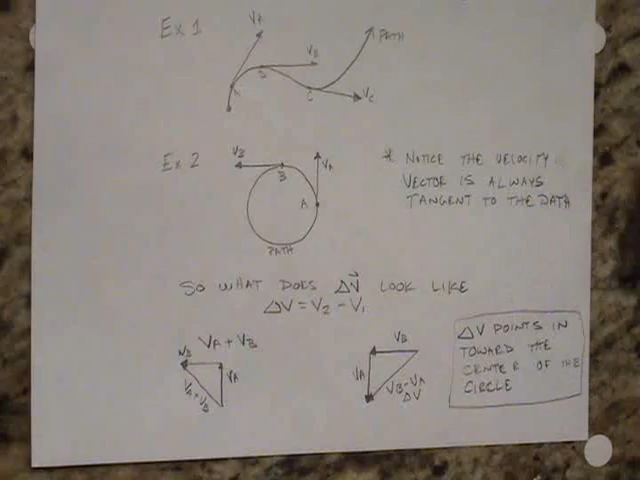 Ex 1
VA
VB
PATH
A
B
C
VC
Ex 2
VB
VA
B
A
PATH
* NOTICE THE VELOCITY
VECTOR IS ALWAYS
TANGENT TO THE DATA
SO WHAT DOES ΔV⃗ LOOK LIKE
ΔV = V2 - V1
VA + VB
VB
VA
VA + VB
VB
VA
VB - VA
ΔV
ΔV POINTS IN
TOWARD THE
CENTER OF THE
CIRCLE